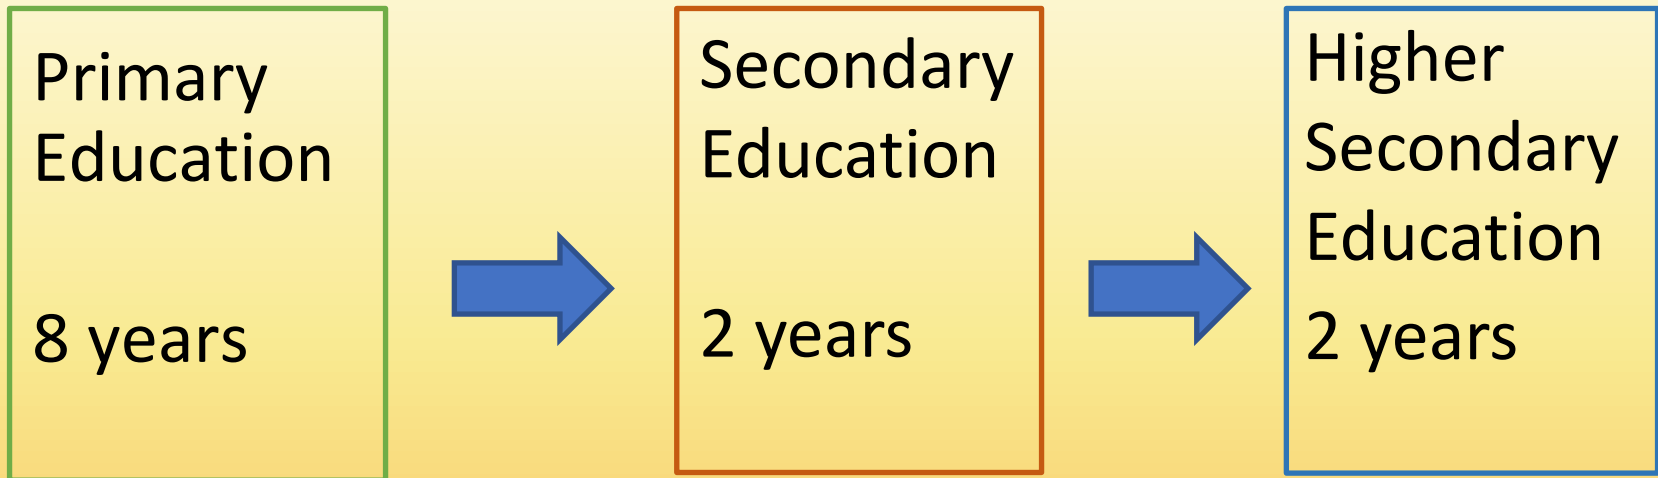 Primary
Education
8 years
Secondary
Education
2 years
Higher
Secondary
Education
2 years